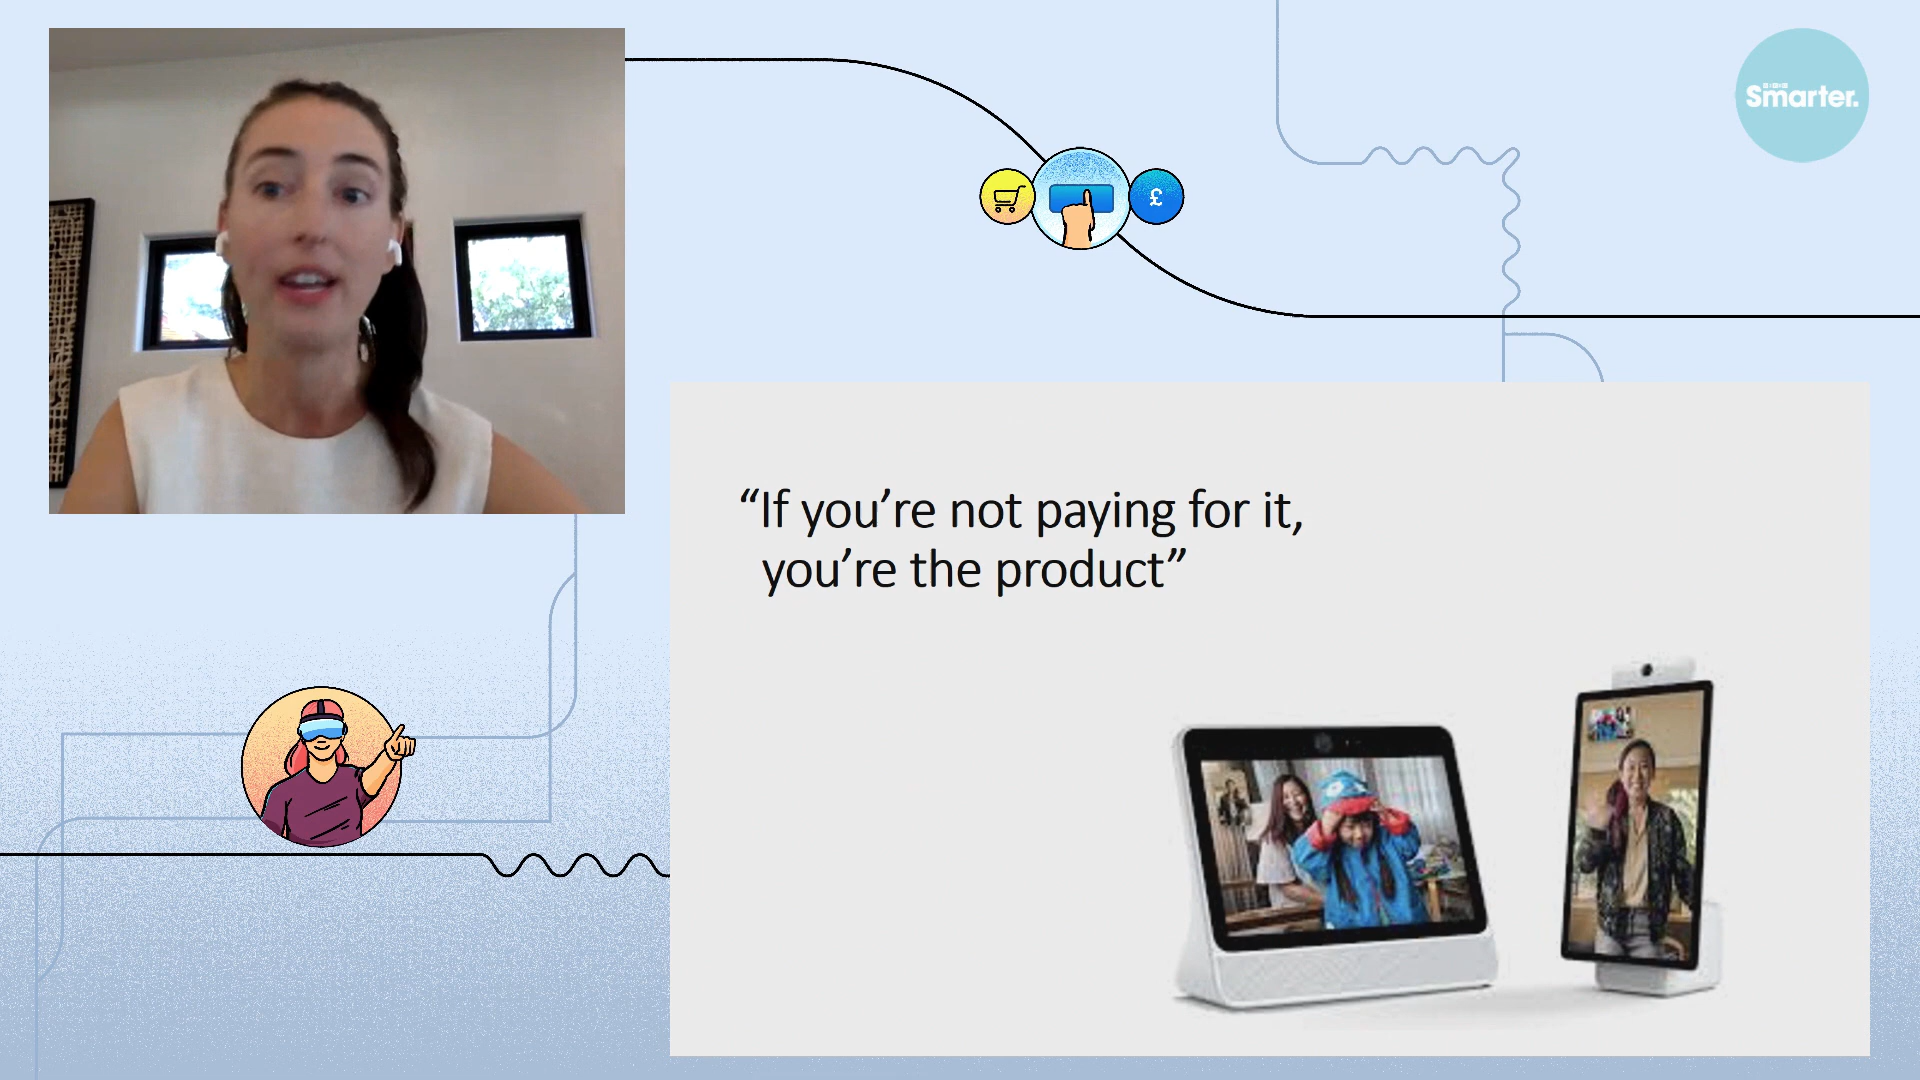 Smarter.
£
“If you’re not paying for it,
you’re the product”